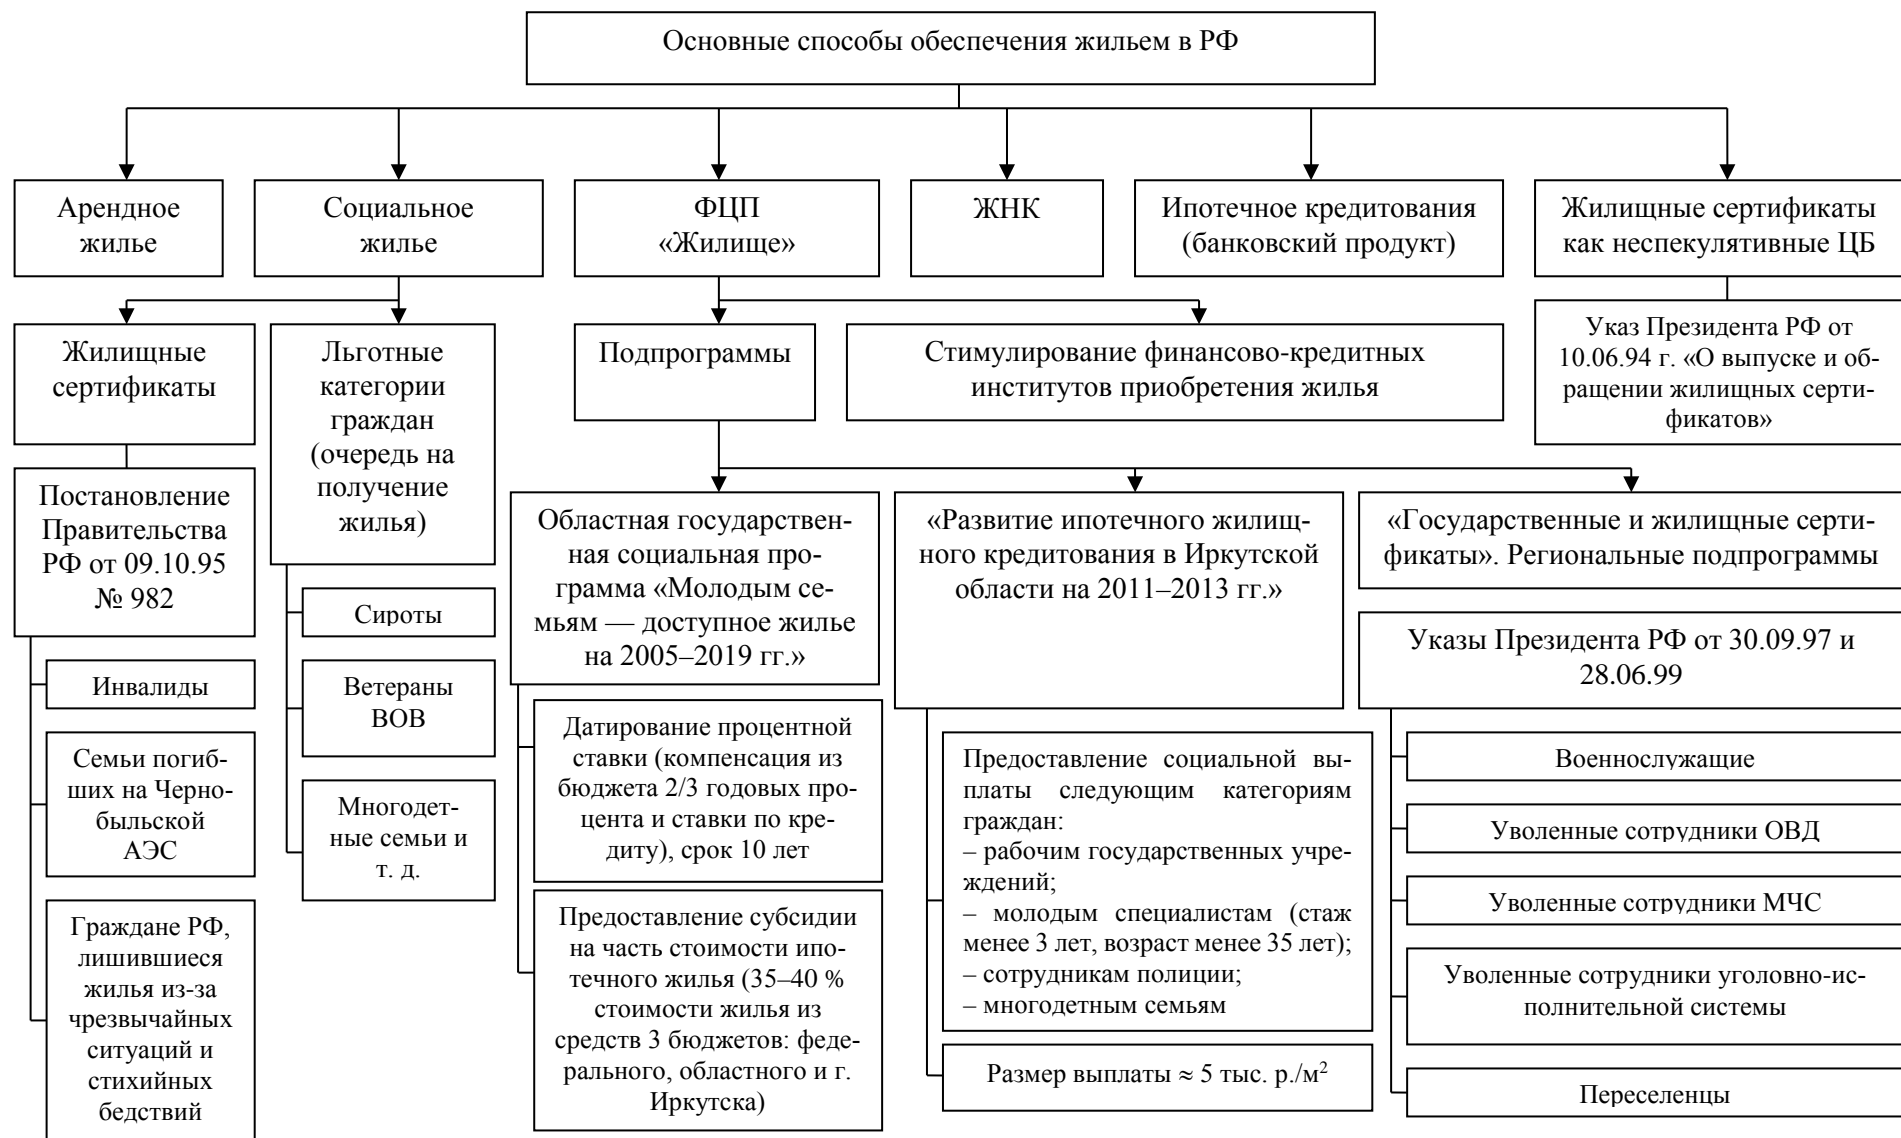 Основные способы обеспечения жильем в РФ
Арендное
жилье
Социальное
жилье
ФЦП
«Жилище»
ЖНК
Ипотечное кредитования
(банковский продукт)
Жилищные сертификаты
как неспекулятивные ЦБ
Жилищные
сертификаты
Льготные
категории
граждан
(очередь на
получение
жилья)
Подпрограммы
Стимулирование финансово-кредитных
институтов приобретения жилья
Указ Президента РФ от
10.06.94 г. «О выпуске и об-
ращении жилищных серти-
фикатов»
Постановление
Правительства
РФ от 09.10.95
№ 982
Инвалиды
Семьи погиб-
ших на Черно-
быльской
АЭС
Граждане РФ,
лишившиеся
жилья из-за
чрезвычайных
ситуаций и
стихийных
бедствий
Сироты
Ветераны
ВОВ
Многодет-
ные семьи и
т. д.
Областная государствен-
ная социальная про-
грамма «Молодым се-
мьям — доступное жилье
на 2005–2019 гг.»
Датирование процентной
ставки (компенсация из
бюджета 2/3 годовых про-
цента и ставки по кре-
диту), срок 10 лет
Предоставление субсидии
на часть стоимости ипо-
течного жилья (35–40 %
стоимости жилья из
средств 3 бюджетов: феде-
рального, областного и г.
Иркутска)
«Развитие ипотечного жилищ-
ного кредитования в Иркутской
области на 2011–2013 гг.»
Предоставление социальной вы-
платы следующим категориям
граждан:
– рабочим государственных учре-
ждений;
– молодым специалистам (стаж
менее 3 лет, возраст менее 35 лет);
– сотрудникам полиции;
– многодетным семьям
Размер выплаты ≈ 5 тыс. р./м²
«Государственные и жилищные серти-
фикаты». Региональные подпрограммы
Указы Президента РФ от 30.09.97 и
28.06.99
Военнослужащие
Уволенные сотрудники ОВД
Уволенные сотрудники МЧС
Уволенные сотрудники уголовно-ис-
полнительной системы
Переселенцы